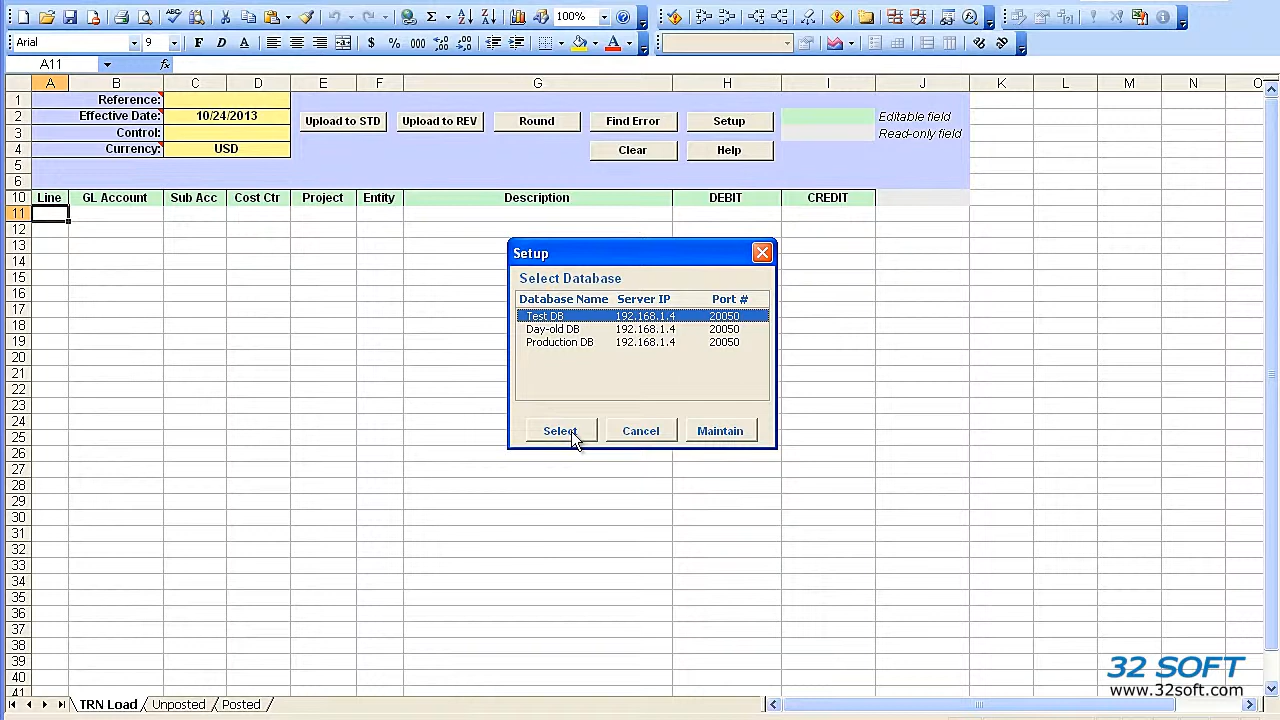 100%
Arial 9 B U $ % 000
A11 fx
A B C D E F G H I J K L M N O
1 Reference:
2 Effective Date: 10/24/2013 Upload to STD Upload to REV Round Find Error Setup Editable field
3 Control: Read-only field
4 Currency: USD Clear Help
5
6
10 Line GL Account Sub Acc Cost Ctr Project Entity Description DEBIT CREDIT
11
12
13
14
15
16
17
18
19
20
21
22
23
24
25
26
27
28
29
30
31
32
33
34
35
36
37
38
39
40
41
Setup
Select Database
Database Name Server IP Port #
Test DB 192.168.1.4 20050
Day-old DB 192.168.1.4 20050
Production DB 192.168.1.4 20050
Select Cancel Maintain
32 SOFT
www.32soft.com
TRN Load Unposted Posted